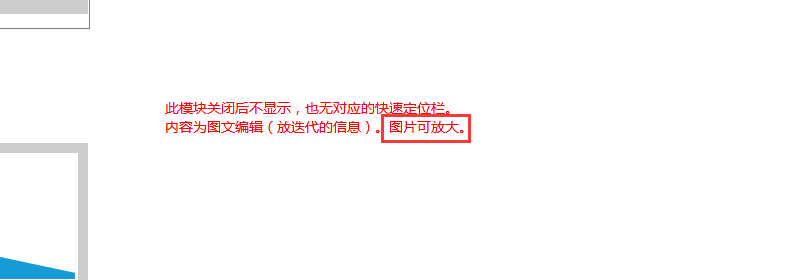 此模块关闭后不显示，也无对应的快速定位栏。
内容为图文编辑（放迭代的信息）。图片可放大。